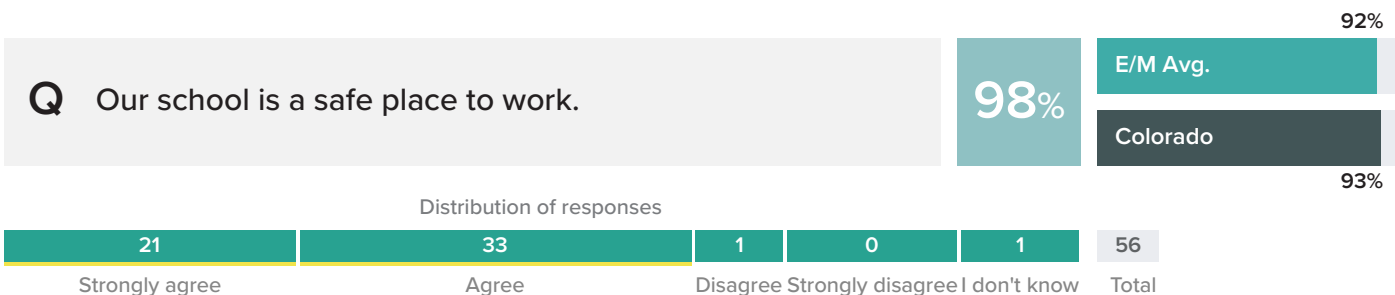 92%
Q Our school is a safe place to work.
98%
E/M Avg.
Colorado
93%
Distribution of responses
21 33 1 0 1 56
Strongly agree Agree Disagree Strongly disagree I don't know Total